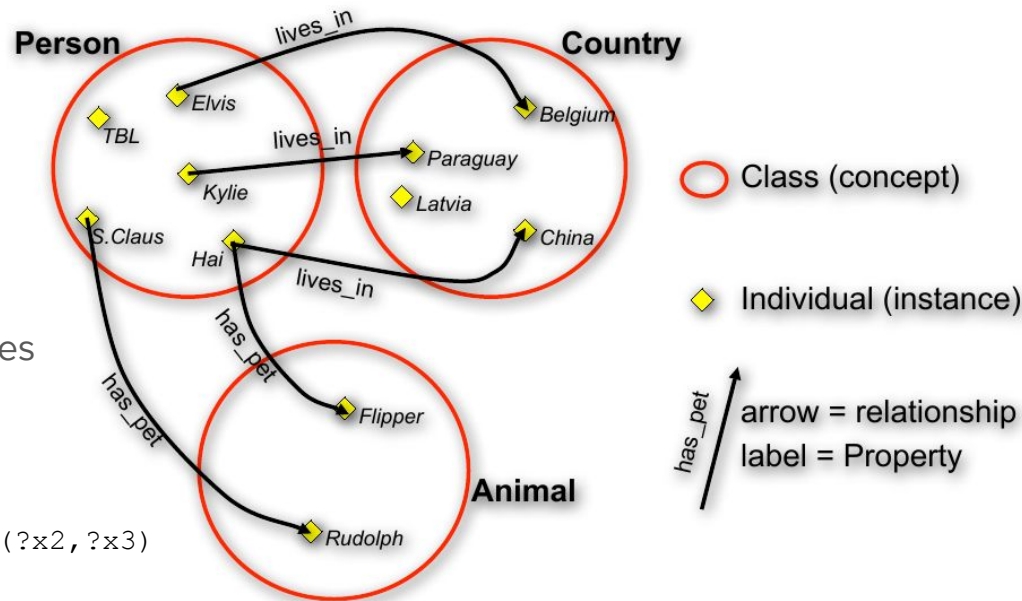 Person
lives_in
Country
Elvis
TBL
Belgium
lives_in
Paraguay
Kylie
Latvia
S.Claus
Hai
China
lives_in
has_pet
has_pet
Flipper
Rudolph
Animal
Class (concept)
Individual (instance)
has_pet
arrow = relationship
label = Property
es
(?x2,?x3)